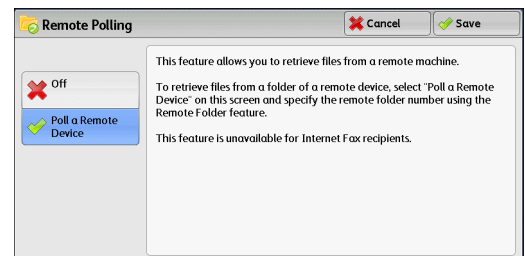 Remote Polling
Cancel
Save
Off
Poll a Remote
Device
This feature allows you to retrieve files from a remote machine.
To retrieve files from a folder of a remote device, select "Poll a Remote
Device" on this screen and specify the remote folder number using the
Remote Folder feature.
This feature is unavailable for Internet Fax recipients.